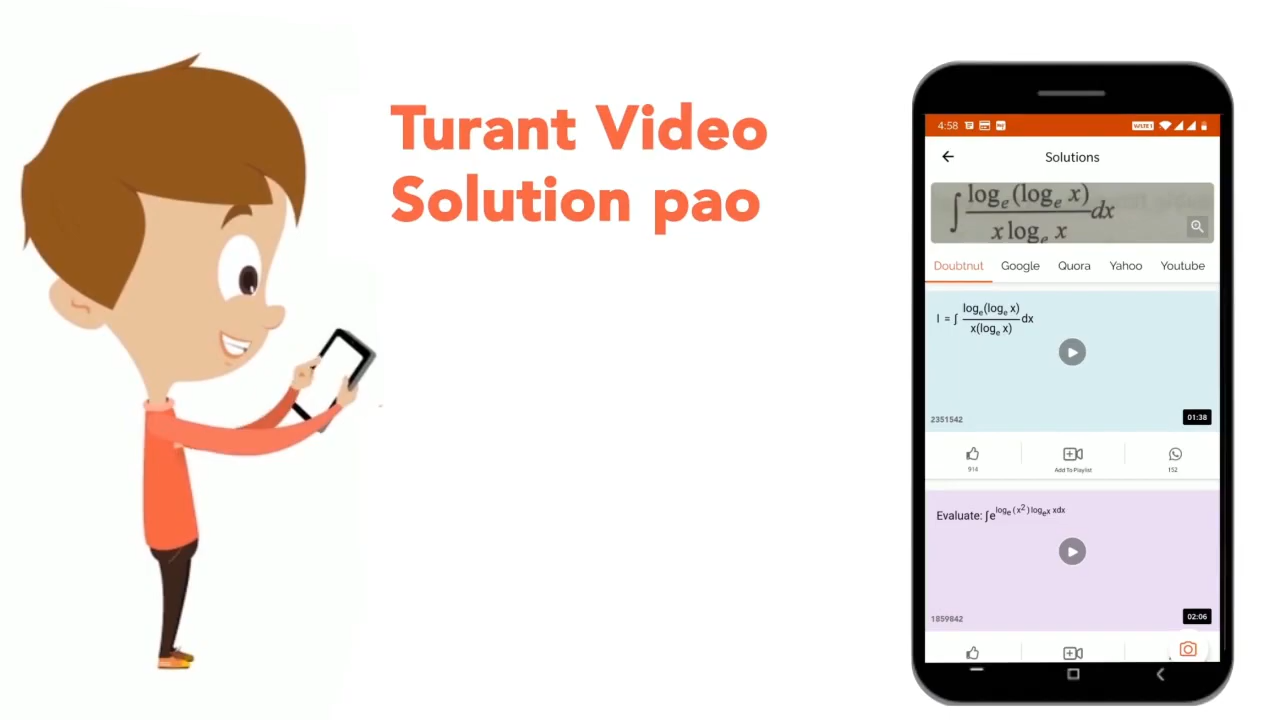 Turant Video
Solution pao
4:58
VoLTE1
Solutions
∫ logₑ(logₑ x) / x logₑ x dx
Doubtnut Google Quora Yahoo Youtube
I = ∫ logₑ(logₑ x) / x(logₑ x) dx
2351542 01:38
914 Add To Playlist 152
Evaluate: ∫e^logₑ(x²)logₑx xdx
1859842 02:06